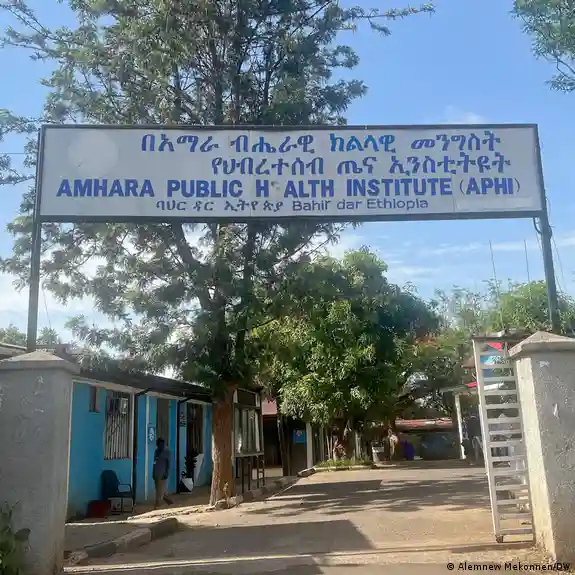 በአማራ ብሔራዊ ክልላዊ መንግስት
የህብረተሰብ ጤና ኢንስቲትዩት
AMHARA PUBLIC H ALTH INSTITUTE (APHI)
ባህር ዳር ኢትዮጵያ Bahir dar Ethiopia
© Alemnew Mekonnen/DW